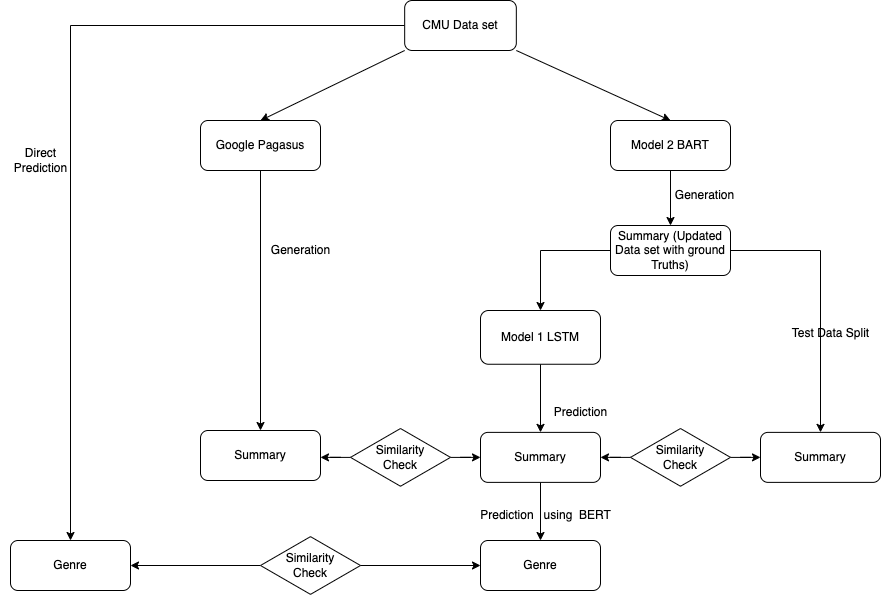 CMU Data set
Direct
Prediction
Google Pagasus
Model 2 BART
Generation
Summary (Updated
Data set with ground
Truths)
Generation
Model 1 LSTM
Test Data Split
Prediction
Summary
Similarity
Check
Summary
Similarity
Check
Summary
Prediction using BERT
Genre
Similarity
Check
Genre